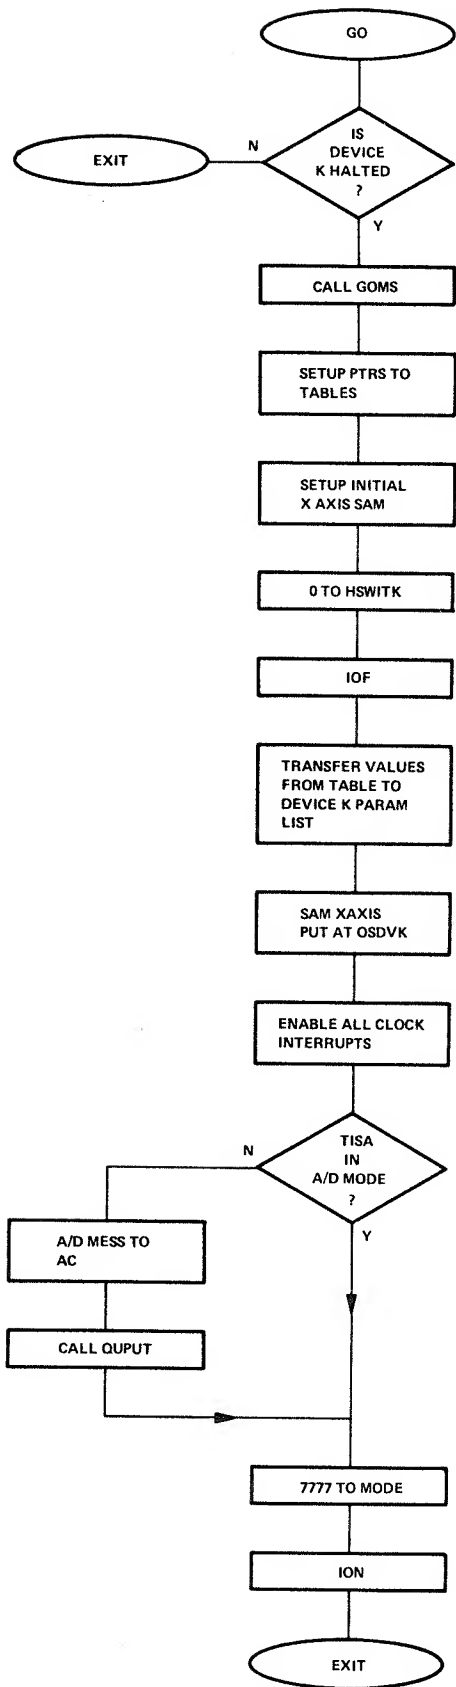 GO
IS
DEVICE
K HALTED
?
N
EXIT
Y
CALL GOMS
SETUP PTRS TO
TABLES
SETUP INITIAL
X AXIS SAM
0 TO HSWITK
IOF
TRANSFER VALUES
FROM TABLE TO
DEVICE K PARAM
LIST
SAM XAXIS
PUT AT OSDVK
ENABLE ALL CLOCK
INTERRUPTS
TISA
IN
A/D MODE
?
N
Y
A/D MESS TO
AC
CALL QUPUT
7777 TO MODE
ION
EXIT